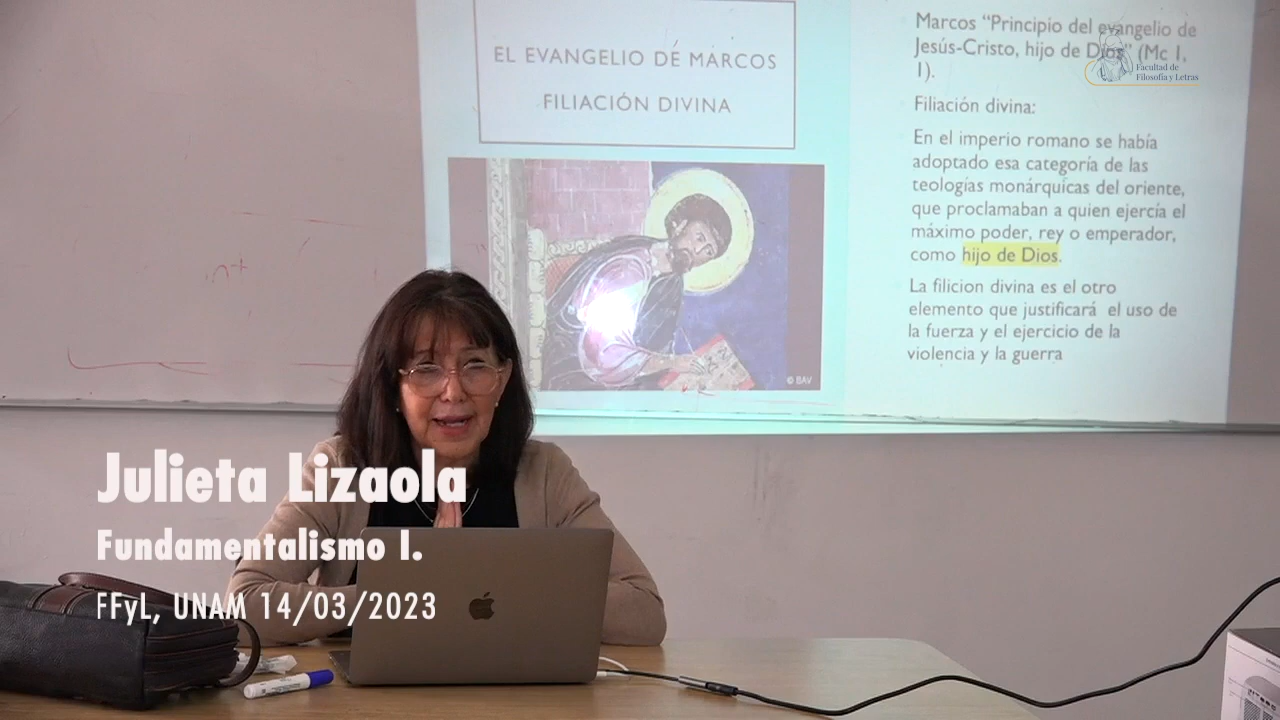 EL EVANGELIO DE MARCOS
FILIACIÓN DIVINA
© BAV
Marcos “Principio del evangelio de
Jesús-Cristo, hijo de Dios” (Mc I,
I).
Filiación divina:
En el imperio romano se había
adoptado esa categoría de las
teologías monárquicas del oriente,
que proclamaban a quien ejercía el
máximo poder, rey o emperador,
como hijo de Dios.
La filicion divina es el otro
elemento que justificará el uso de
la fuerza y el ejercicio de la
violencia y la guerra
Facultad de
Filosofía y Letras
Julieta Lizaola
Fundamentalismo I.
FFyL, UNAM 14/03/2023